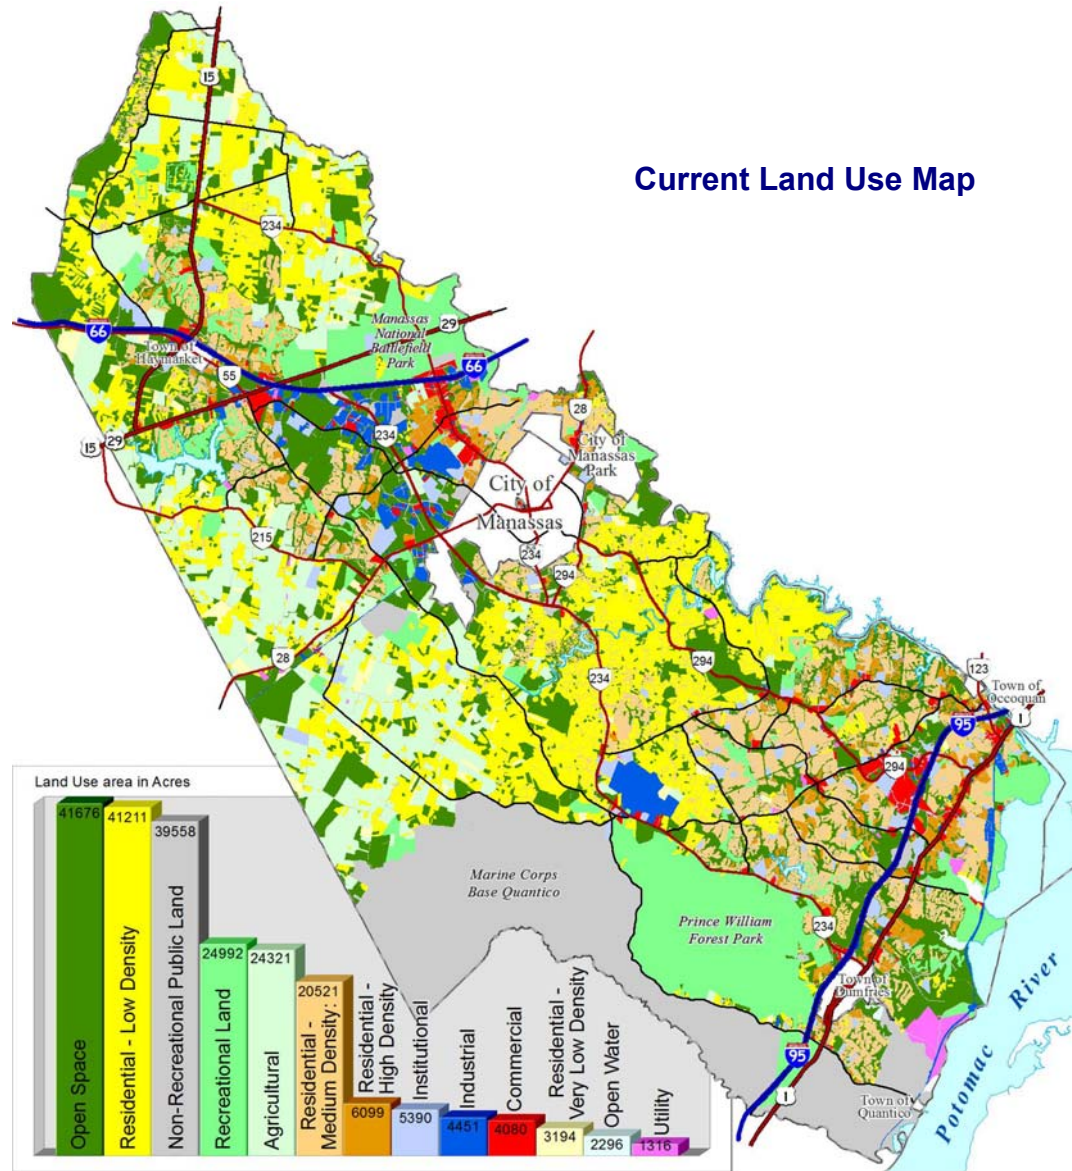 Current Land Use Map
15
234
Manassas
National
Battlefield
Park
29
66
Town of
Haymarket
55
66
28
234
City of
Manassas
Park
15
29
City of
Manassas
215
234
294
28
234
294
123
Town of
Occoquan
95
1
294
Marine Corps
Base Quantico
Prince William
Forest Park
234
Town of
Dumfries
95
1
Town of
Quantico
Potomac River
Land Use area in Acres
41676
Open Space
41211
Residential - Low Density
39558
Non-Recreational Public Land
24992
Recreational Land
24321
Agricultural
20521
Residential -
Medium Density:
Residential -
High Density
6099
Institutional
5390
Industrial
4451
Commercial
4080
Residential -
Very Low Density
3194
Open Water
2296
Utility
1316